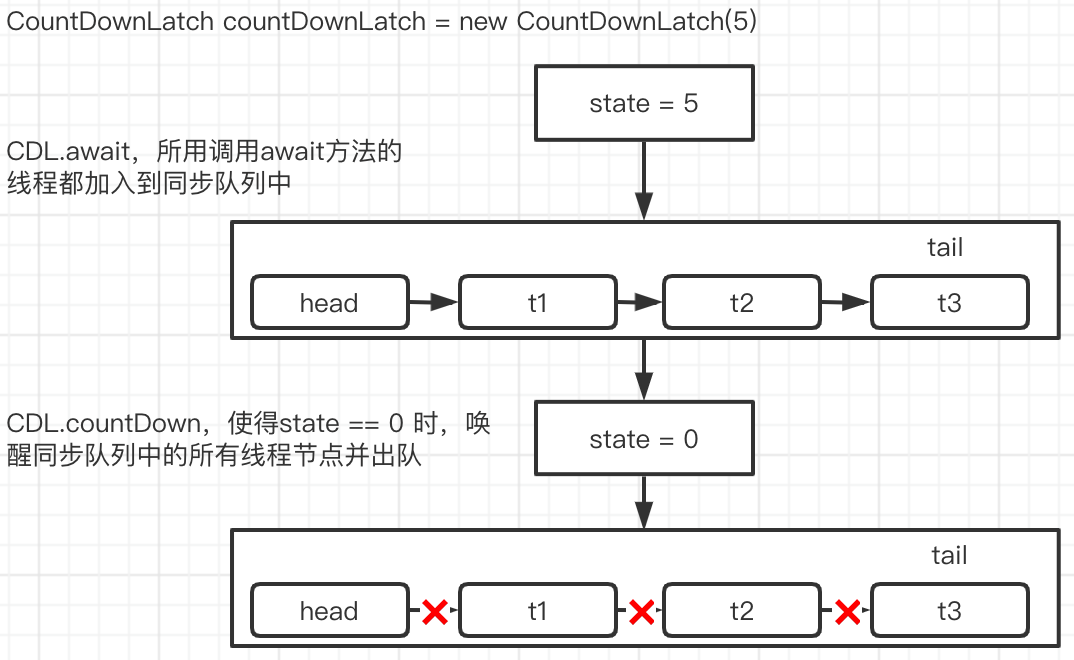 CountDownLatch countDownLatch = new CountDownLatch(5)
state = 5
CDL.await，所用调用await方法的
线程都加入到同步队列中
tail
head
t1
t2
t3
CDL.countDown，使得state == 0 时，唤
醒同步队列中的所有线程节点并出队
state = 0
tail
head
t1
t2
t3